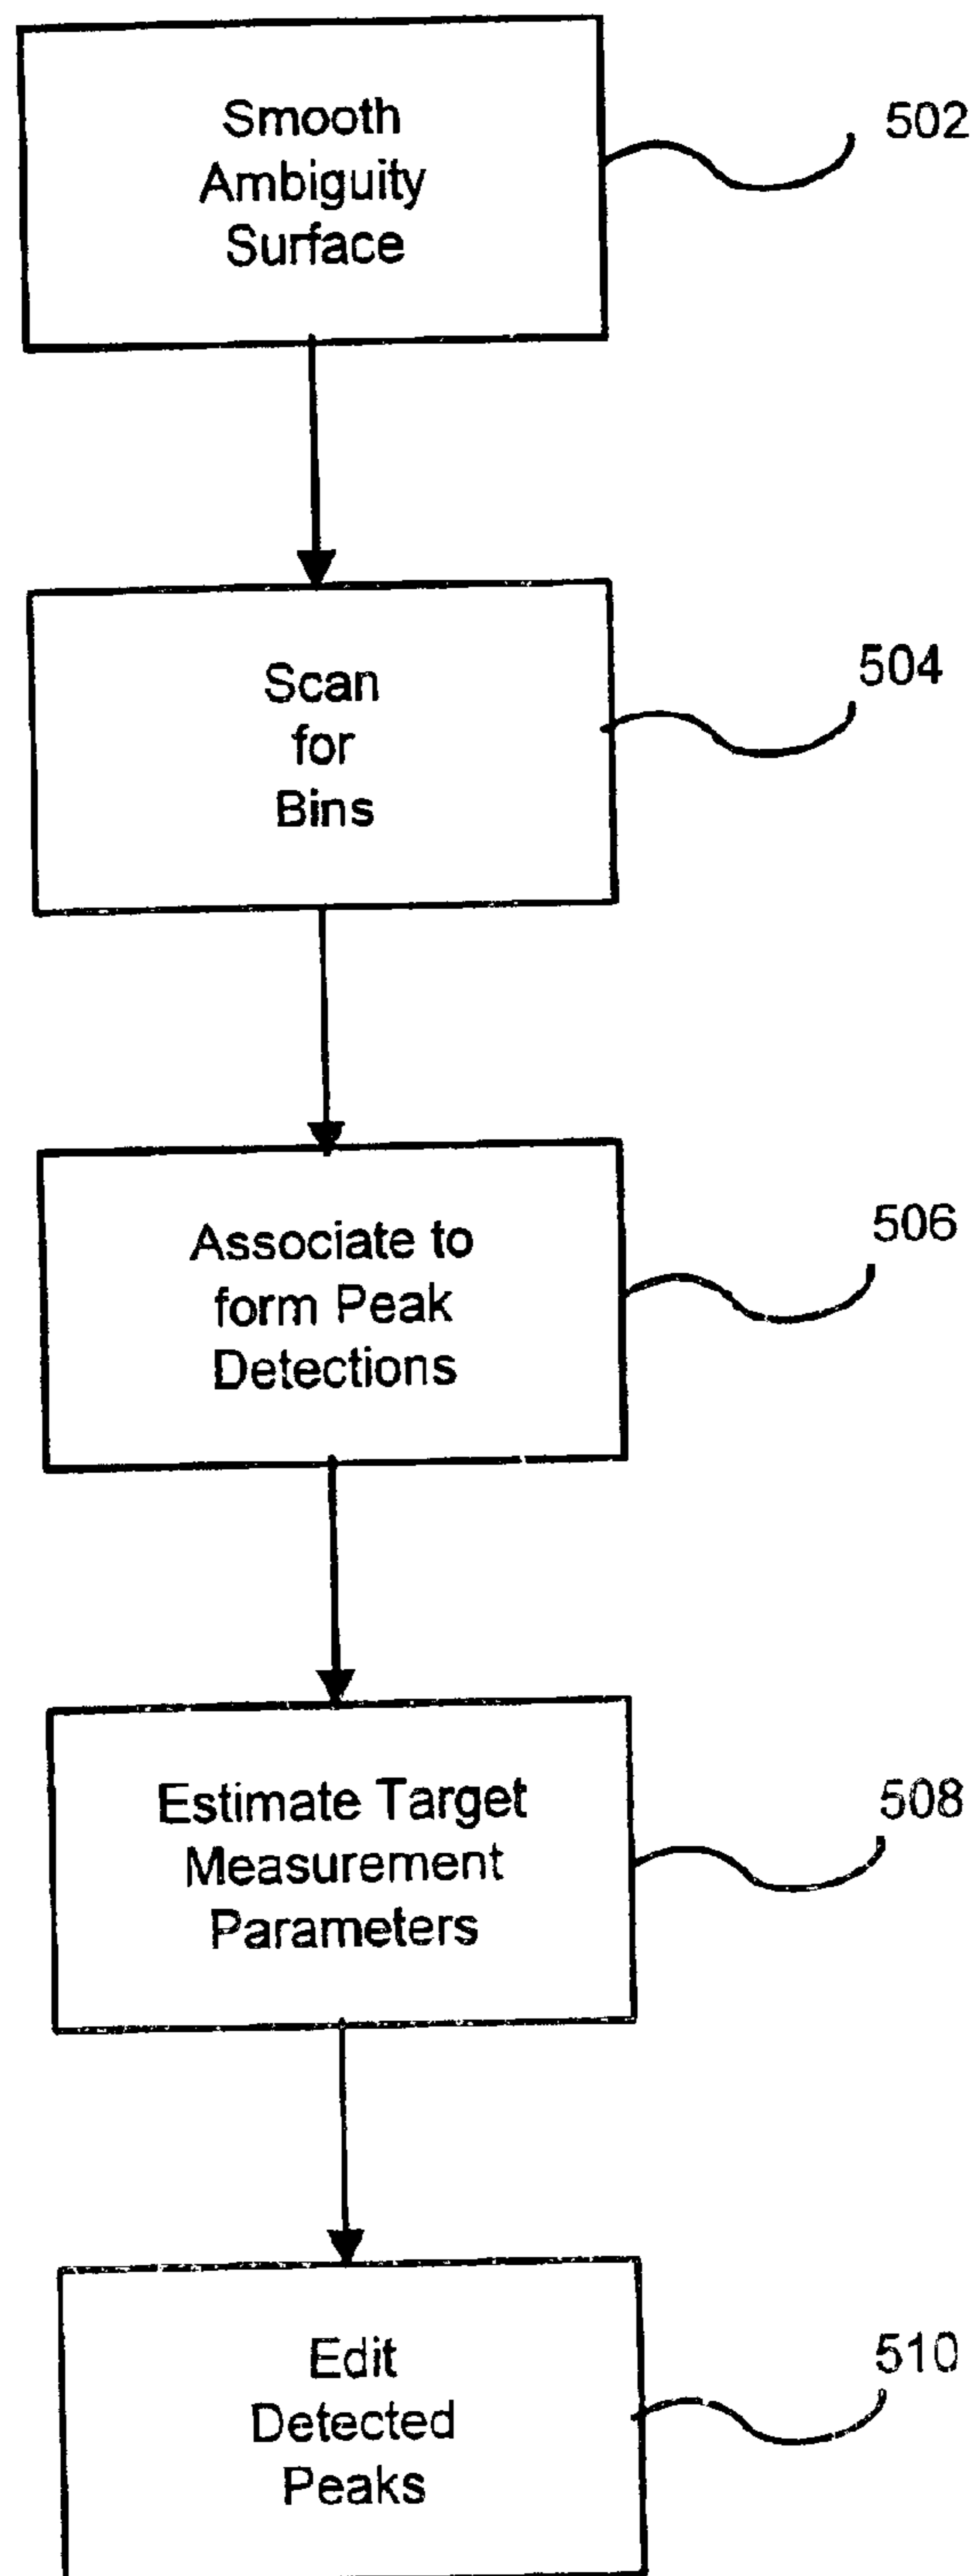 Smooth
Ambiguity
Surface
502
Scan
for
Bins
504
Associate to
form Peak
Detections
506
Estimate Target
Measurement
Parameters
508
Edit
Detected
Peaks
510